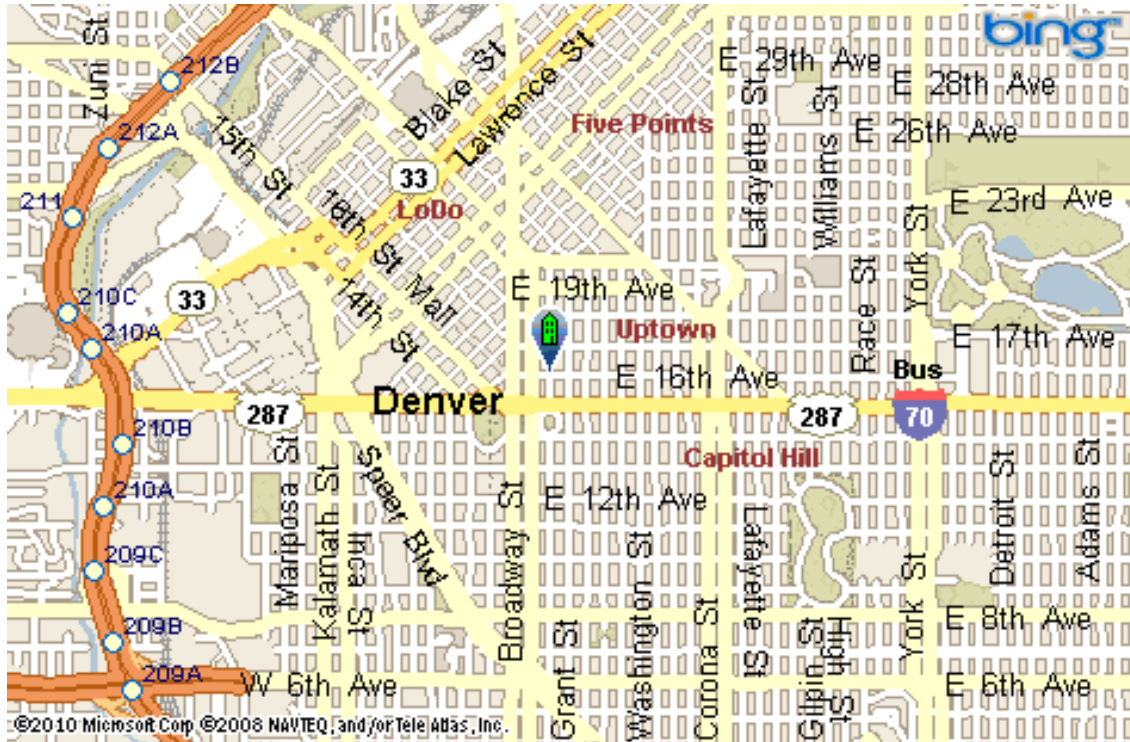 bing™
Zuni St
212B
212A
211
210C
210A
210B
210A
209C
209B
209A
15th St
Blake St
Lawrence St
33
LoDo
Five Points
E 29th Ave
E 28th Ave
E 26th Ave
E 23rd Ave
Lafayette St
Williams St
York St
Race St
16th St Mall
14th St
33
E 19th Ave
Uptown
E 17th Ave
E 16th Ave
Bus
70
287
Denver
287
Capitol Hill
Mariposa St
Kalamath St
Inca St
Speer Blvd
Broadway St
E 12th Ave
Washington St
Lafayette St
York St
Detroit St
Adams St
Grant St
Corona St
Gilpin St
High St
E 8th Ave
W 6th Ave
E 6th Ave
©2010 Microsoft Corp ©2008 NAVTEQ, and/or Tele Atlas, Inc.